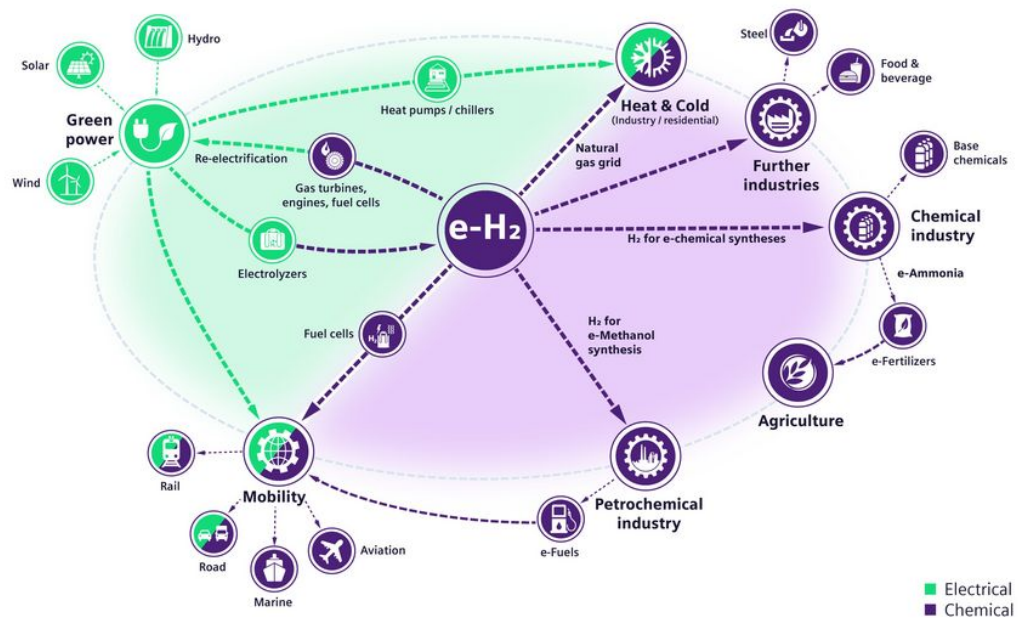 Hydro
Solar
Green
power
Wind
Heat pumps / chillers
Re-electrification
Gas turbines,
engines, fuel cells
Electrolyzers
e-H₂
Heat & Cold
(Industry / residential)
Natural
gas grid
Steel
Food &
beverage
Further
industries
Base
chemicals
Chemical
industry
H₂ for e-chemical syntheses
e-Ammonia
e-Fertilizers
Agriculture
Fuel cells
H₂
H₂ for
e-Methanol
synthesis
Mobility
Rail
Road
Marine
Aviation
e-Fuels
Petrochemical
industry
Electrical
Chemical